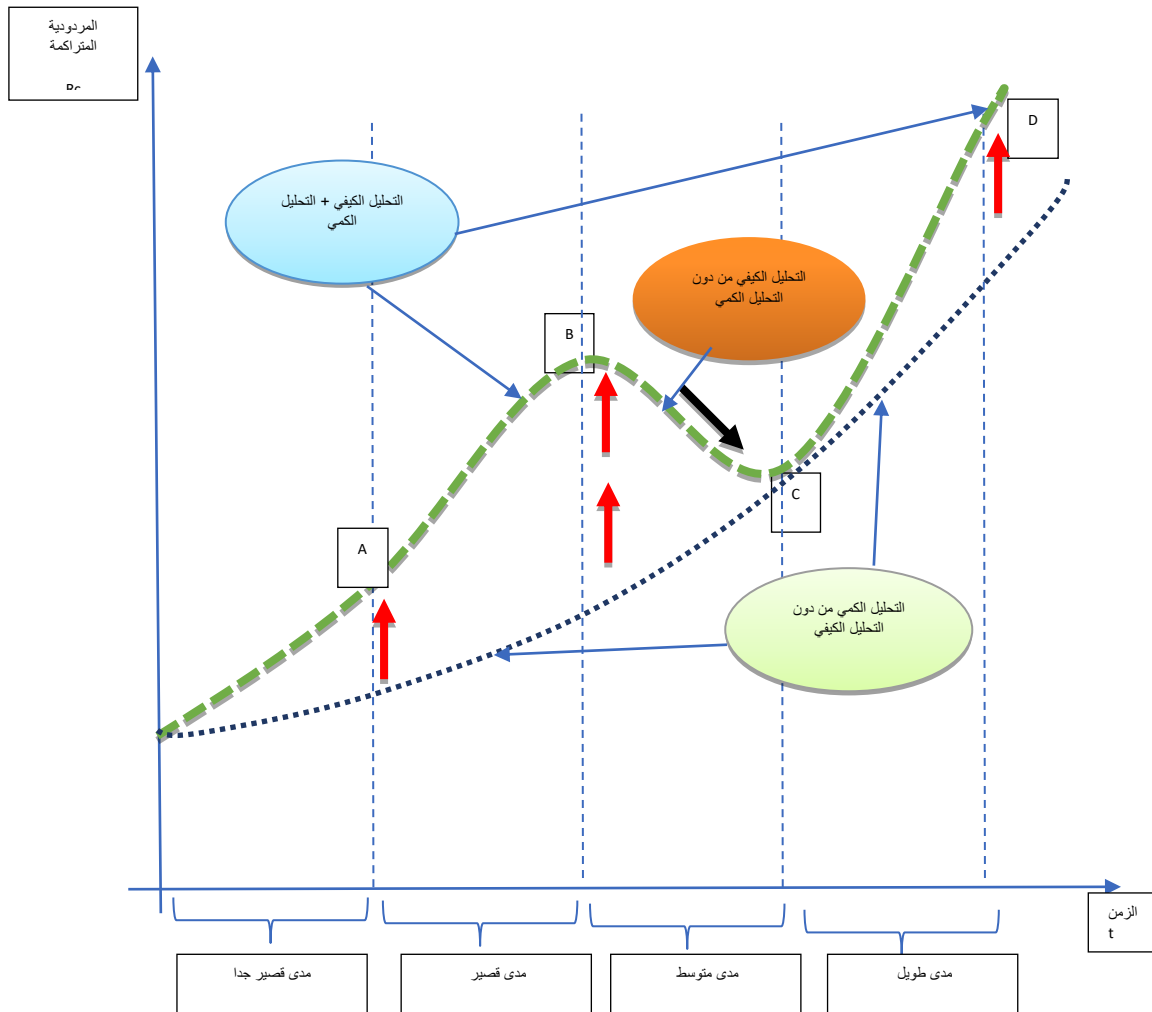 المردودية
المتراكمة
Rc
التحليل الكيفي + التحليل
الكمي
التحليل الكيفي من دون
التحليل الكمي
D
B
C
A
التحليل الكمي من دون
التحليل الكيفي
الزمن
t
مدى قصير جدا
مدى قصير
مدى متوسط
مدى طويل